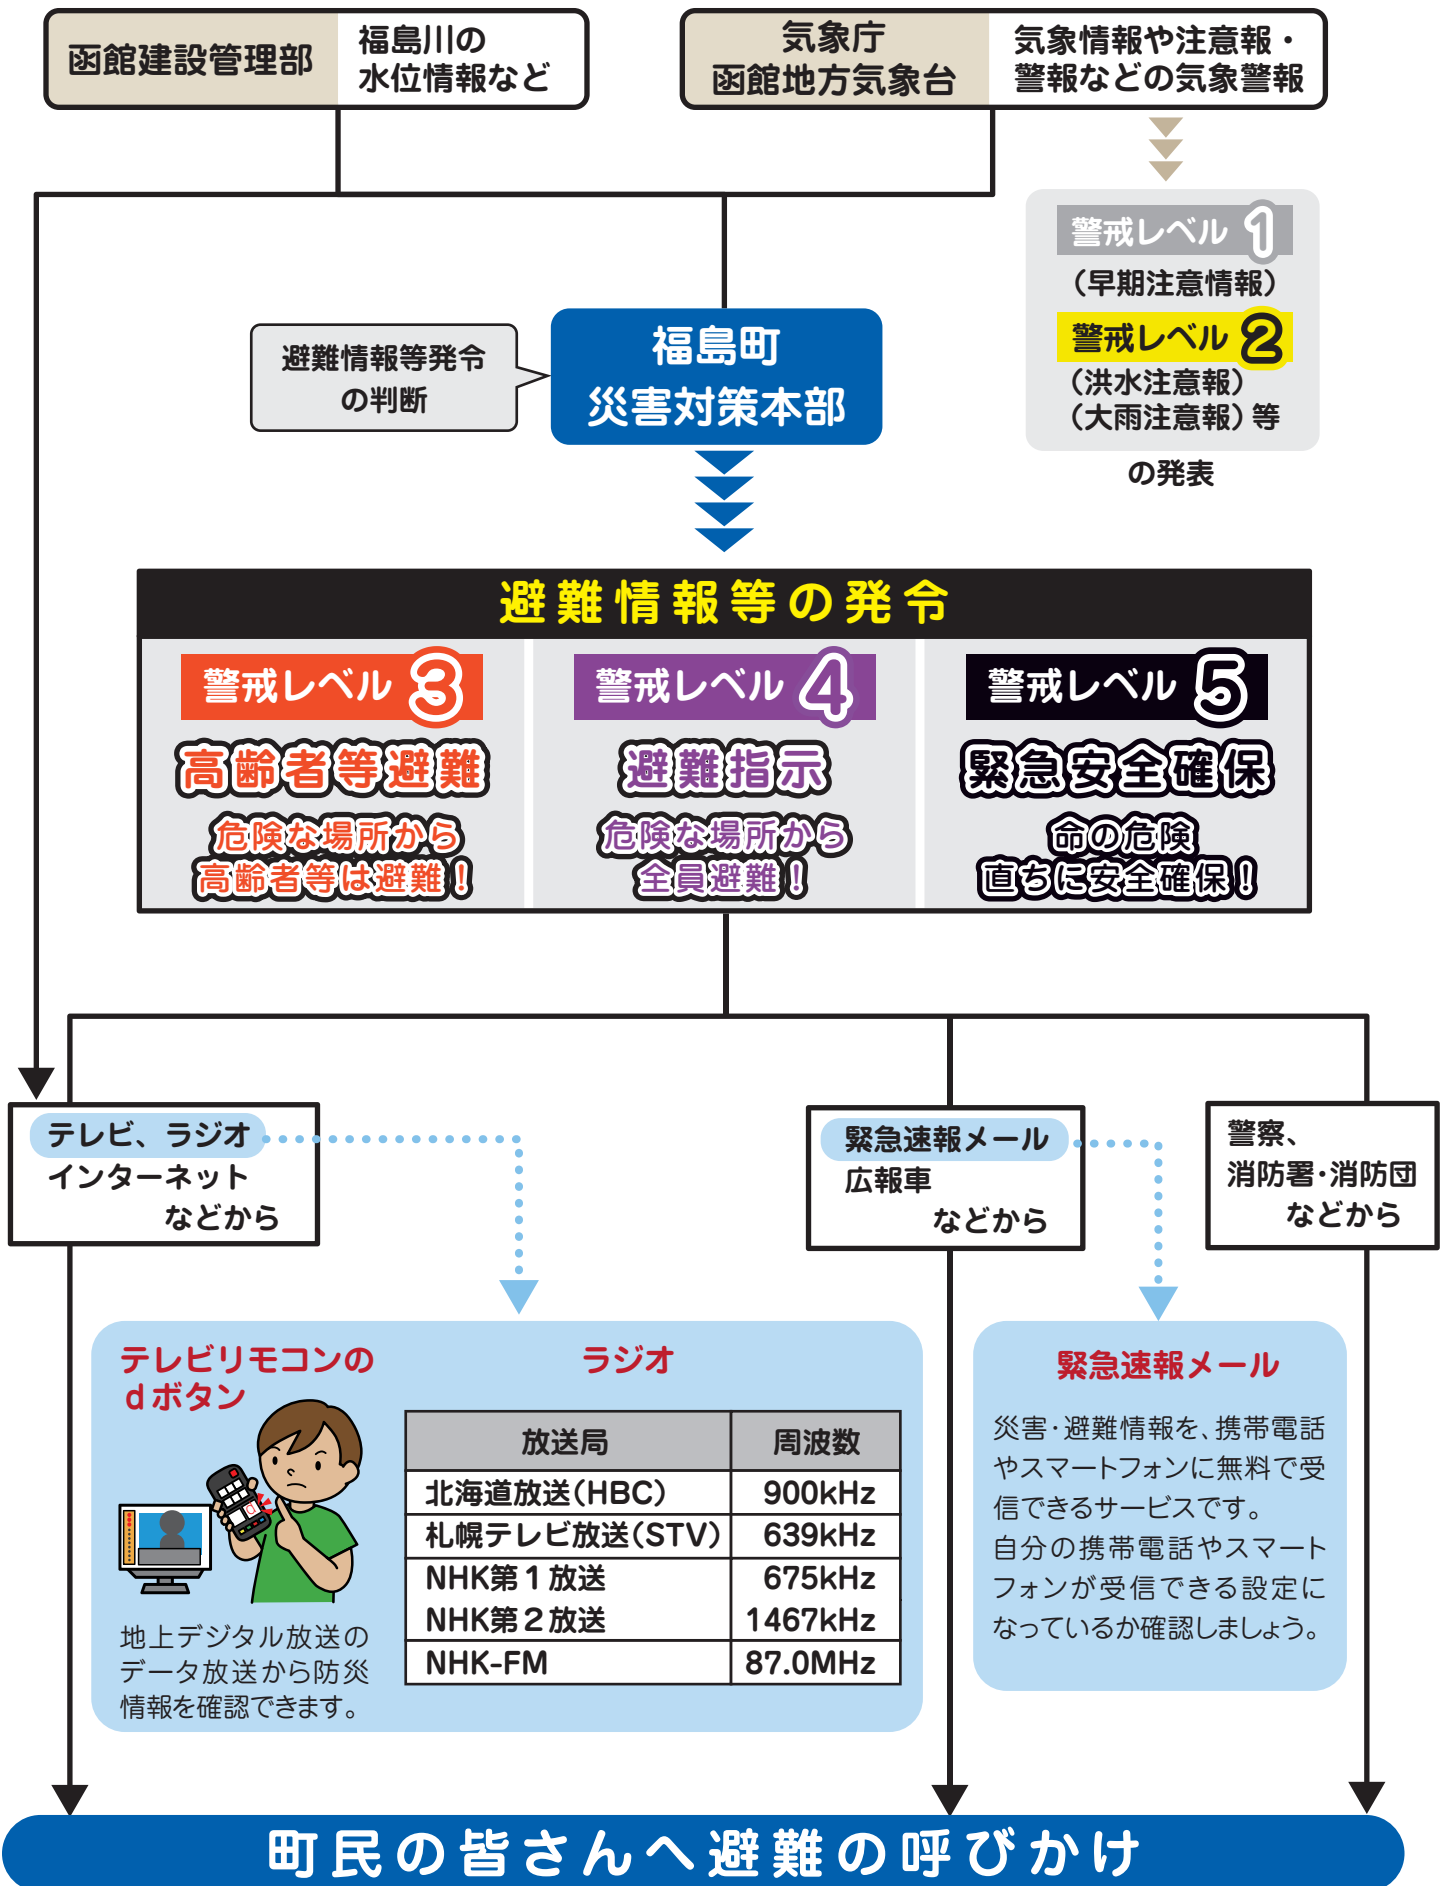 函館建設管理部
福島川の
水位情報など
気象庁
函館地方気象台
気象情報や注意報・
警報などの気象警報
警戒レベル 1
（早期注意情報）
警戒レベル 2
（洪水注意報）
（大雨注意報）等
の発表
避難情報等発令
の判断
福島町
災害対策本部
避難情報等の発令
警戒レベル 3
高齢者等避難
危険な場所から
高齢者等は避難！
警戒レベル 4
避難指示
危険な場所から
全員避難！
警戒レベル 5
緊急安全確保
命の危険
直ちに安全確保！
テレビ、ラジオ
インターネット
などから
緊急速報メール
広報車
などから
警察、
消防署・消防団
などから
テレビリモコンの
dボタン
地上デジタル放送の
データ放送から防災
情報を確認できます。
ラジオ
放送局 周波数
北海道放送（HBC） 900kHz
札幌テレビ放送（STV） 639kHz
NHK第１放送 675kHz
NHK第２放送 1467kHz
NHK-FM 87.0MHz
緊急速報メール
災害・避難情報を、携帯電話
やスマートフォンに無料で受
信できるサービスです。
自分の携帯電話やスマート
フォンが受信できる設定に
なっているか確認しましょう。
町民の皆さんへ避難の呼びかけ